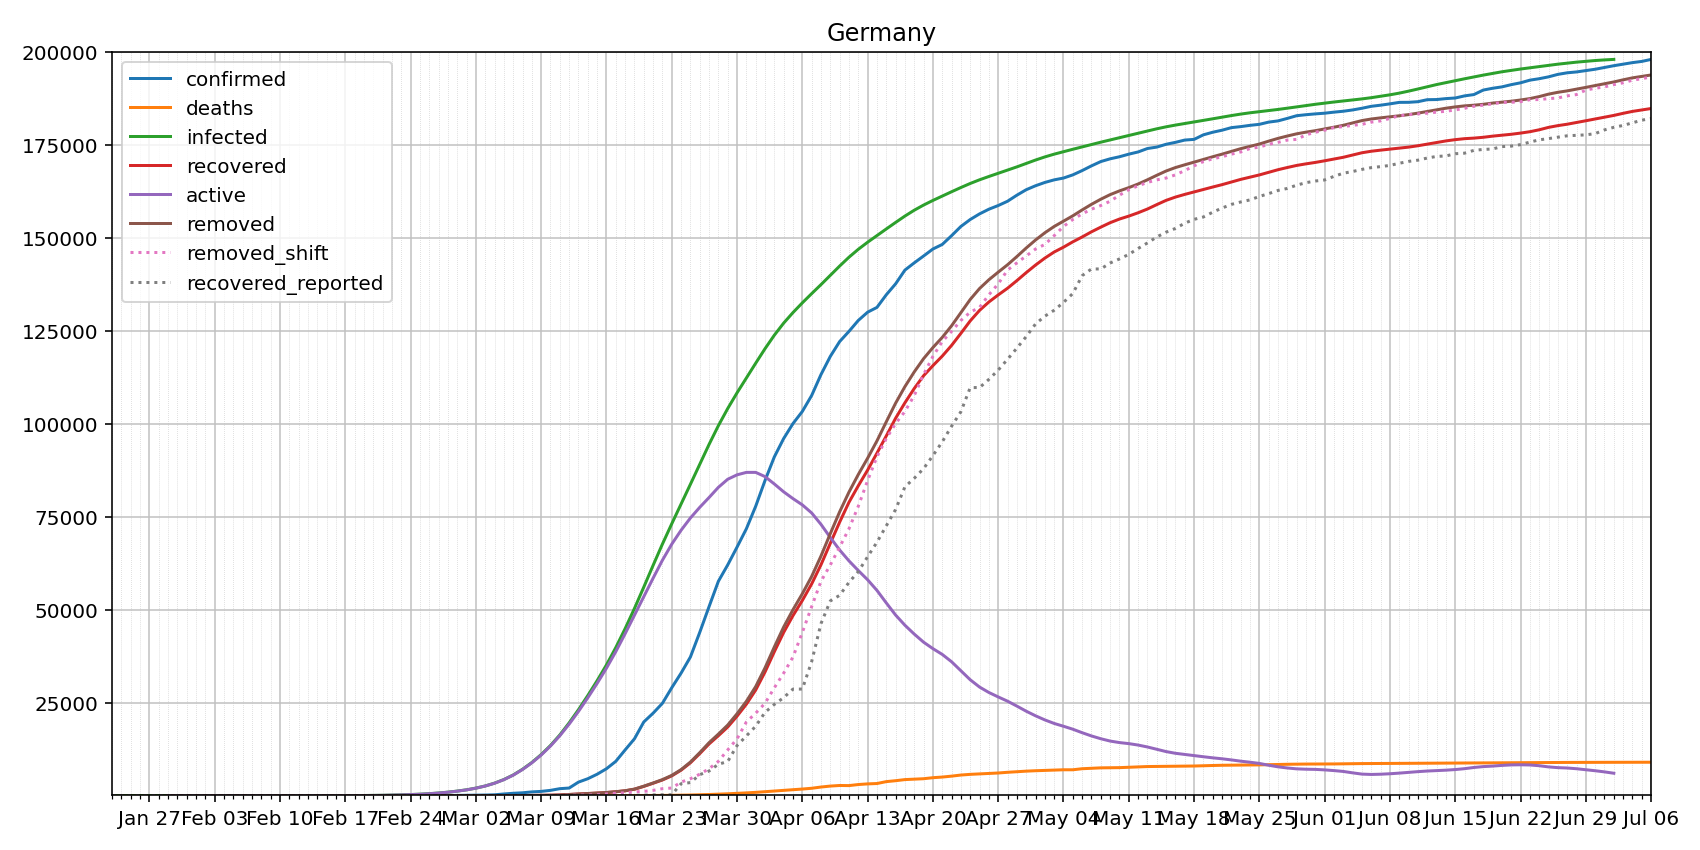 Germany
200000
175000
150000
125000
100000
75000
50000
25000
confirmed
deaths
infected
recovered
active
removed
removed_shift
recovered_reported
Jan 27 Feb 03 Feb 10 Feb 17 Feb 24 Mar 02 Mar 09 Mar 16 Mar 23 Mar 30 Apr 06 Apr 13 Apr 20 Apr 27 May 04 May 11 May 18 May 25 Jun 01 Jun 08 Jun 15 Jun 22 Jun 29 Jul 06